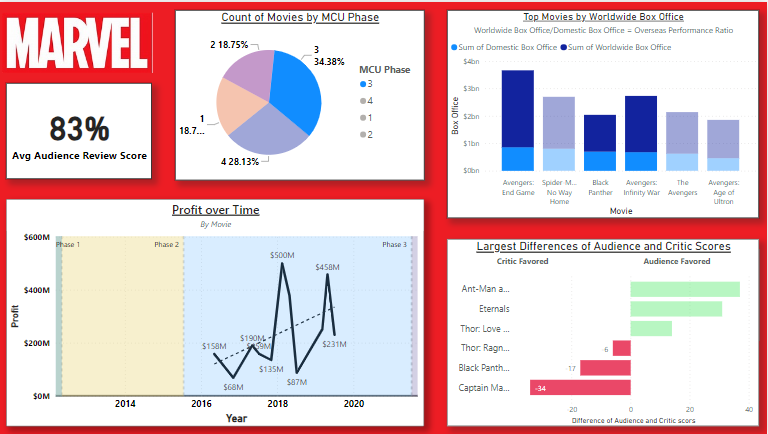 MARVEL
83%
Avg Audience Review Score
Count of Movies by MCU Phase
2 18.75%
3
34.38%
1
18.7...
4 28.13%
MCU Phase
3
4
1
2
Top Movies by Worldwide Box Office
Worldwide Box Office/Domestic Box Office = Overseas Performance Ratio
Sum of Domestic Box Office Sum of Worldwide Box Office
$4bn
$3bn
$2bn
$1bn
$0bn
Box Office
Avengers: End Game
Spider-M... No Way Home
Black Panther
Avengers: Infinity War
The Avengers
Avengers: Age of Ultron
Movie
Profit over Time
By Movie
$600M
$400M
$200M
$0M
Profit
Phase 1
Phase 2
Phase 3
$158M
$68M
$190M
$135M
$500M
$87M
$458M
$231M
2014
2016
2018
2020
Year
Largest Differences of Audience and Critic Scores
Critic Favored
Audience Favored
Ant-Man a...
Eternals
Thor: Love ...
Thor: Ragn...
Black Panth...
Captain Ma...
6
17
-34
20
0
20
40
Difference of Audience and Critic scors